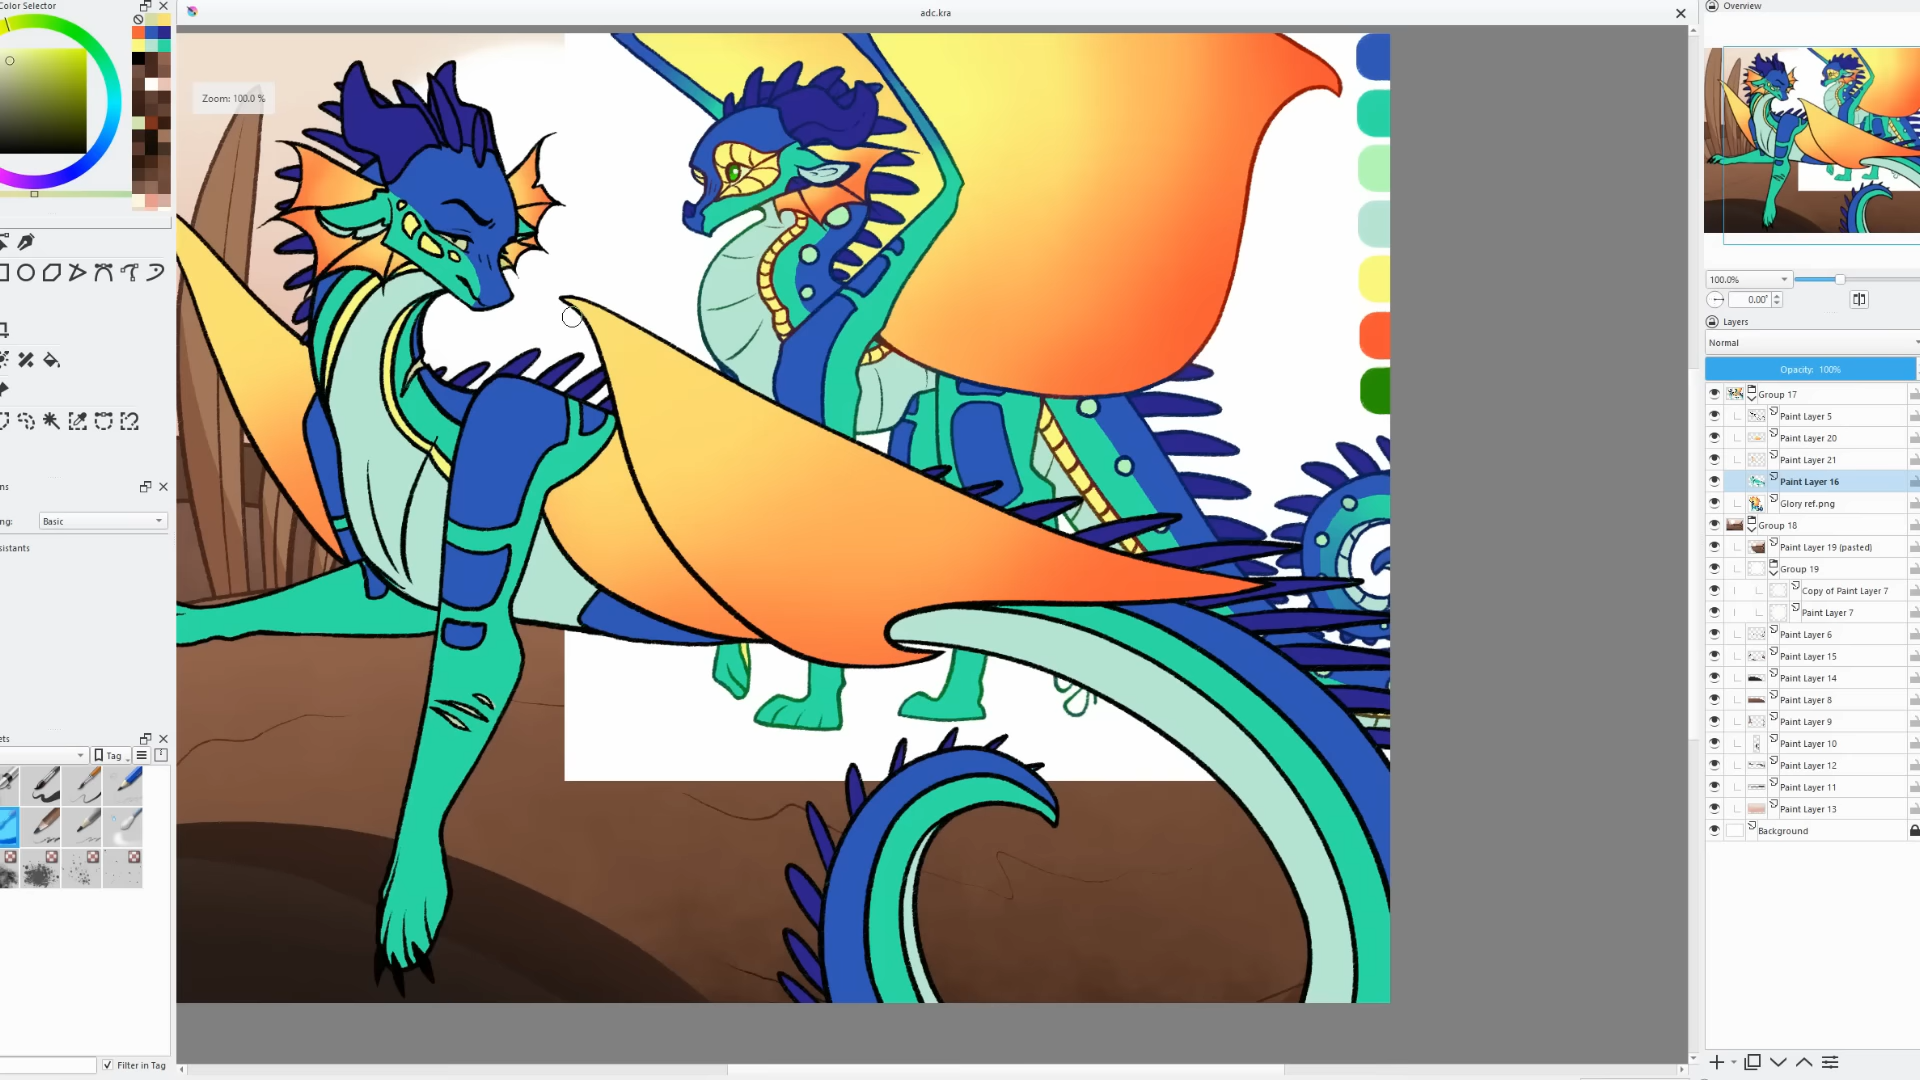 Color Selector
adc.kra
Overview
Zoom: 100.0 %
100.0%
0.00°
Layers
Normal
Opacity: 100%
Group 17
Paint Layer 5
Paint Layer 20
Paint Layer 21
Paint Layer 16
Glory ref.png
Group 18
Paint Layer 19 (pasted)
Group 19
Copy of Paint Layer 7
Paint Layer 7
Paint Layer 6
Paint Layer 15
Paint Layer 14
Paint Layer 8
Paint Layer 9
Paint Layer 10
Paint Layer 12
Paint Layer 11
Paint Layer 13
Background
ns
ng:
Basic
sistants
ets
Tag
Filter in Tag